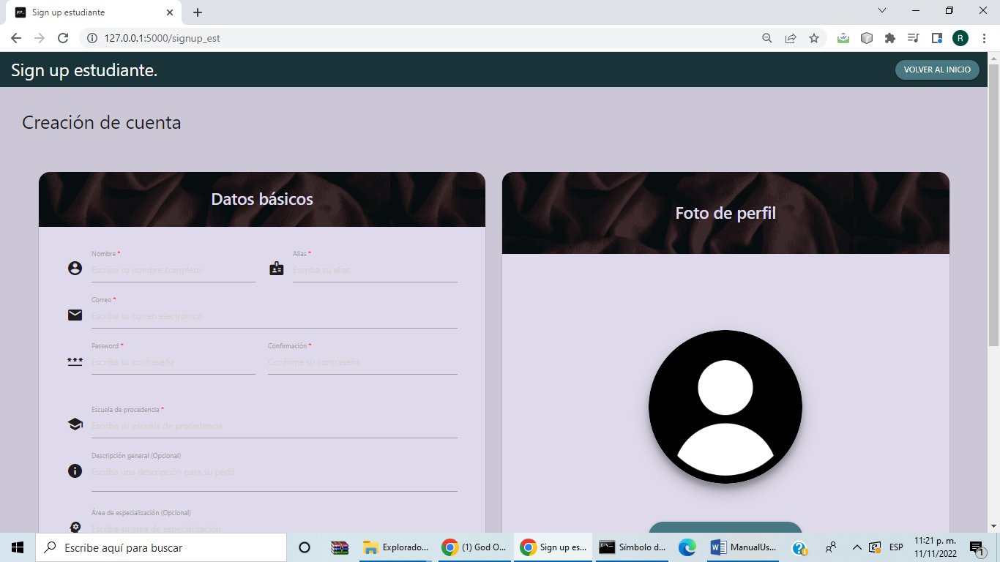 Sign up estudiante
127.0.0.1:5000/signup_est
R
Sign up estudiante.
VOLVER AL INICIO
Creación de cuenta
Datos básicos
Nombre *
Escriba su nombre completo
Alias *
Escriba su alias
Correo *
Escriba su correo electrónico
Password *
Escriba su contraseña
Confirmación *
Confirme su contraseña
Escuela de procedencia *
Escriba su escuela de procedencia
Descripción general (Opcional)
Escriba una descripción para su perfil
Área de especialización (Opcional)
Escriba su area de especialización
Foto de perfil
Escribe aquí para buscar
Explorado...
(1) God O...
Sign up es...
Símbolo d...
ManualUs...
ESP
11:21 p. m.
11/11/2022
1